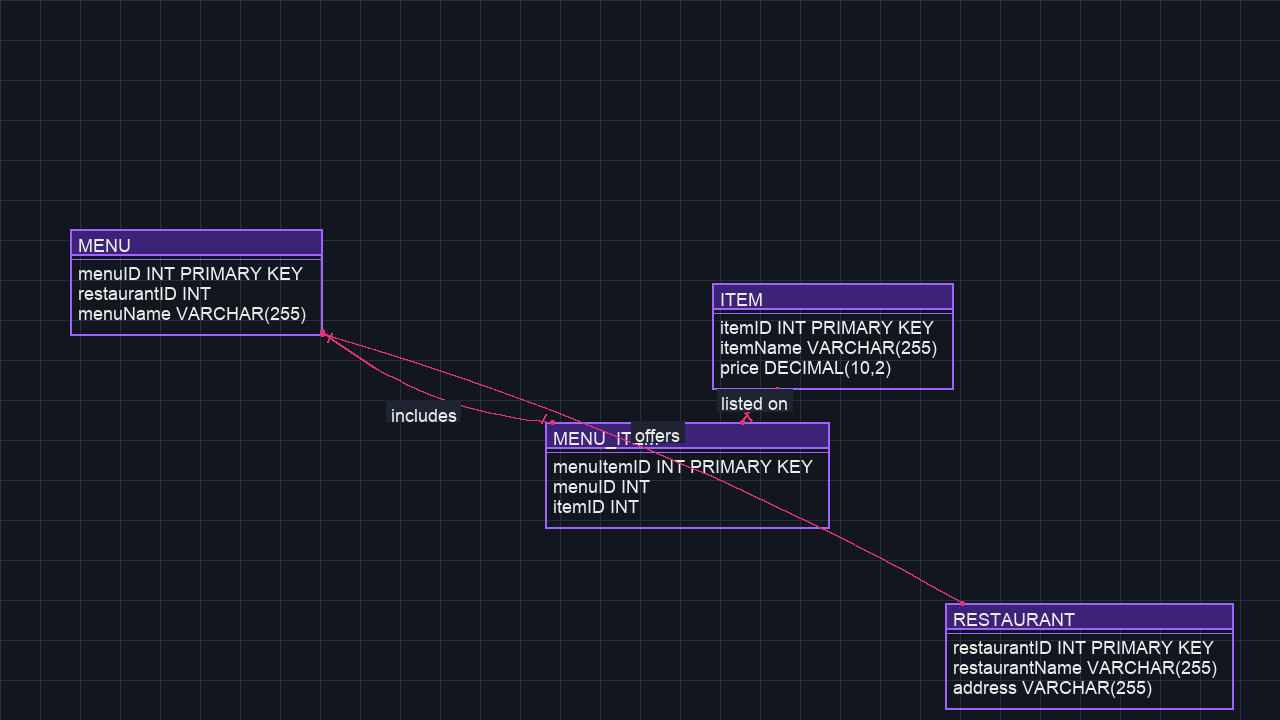 MENU
menuID INT PRIMARY KEY
restaurantID INT
menuName VARCHAR(255)
ITEM
itemID INT PRIMARY KEY
itemName VARCHAR(255)
price DECIMAL(10,2)
listed on
includes
offers
menuItemID INT PRIMARY KEY
menuID INT
itemID INT
RESTAURANT
restaurantID INT PRIMARY KEY
restaurantName VARCHAR(255)
address VARCHAR(255)